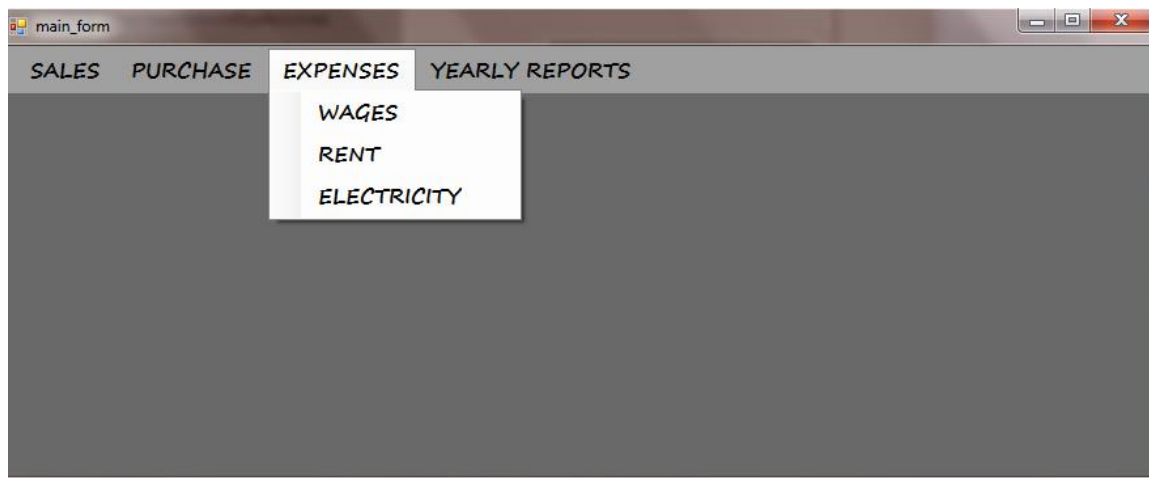 main_form
SALES PURCHASE EXPENSES YEARLY REPORTS
WAGES
RENT
ELECTRICITY